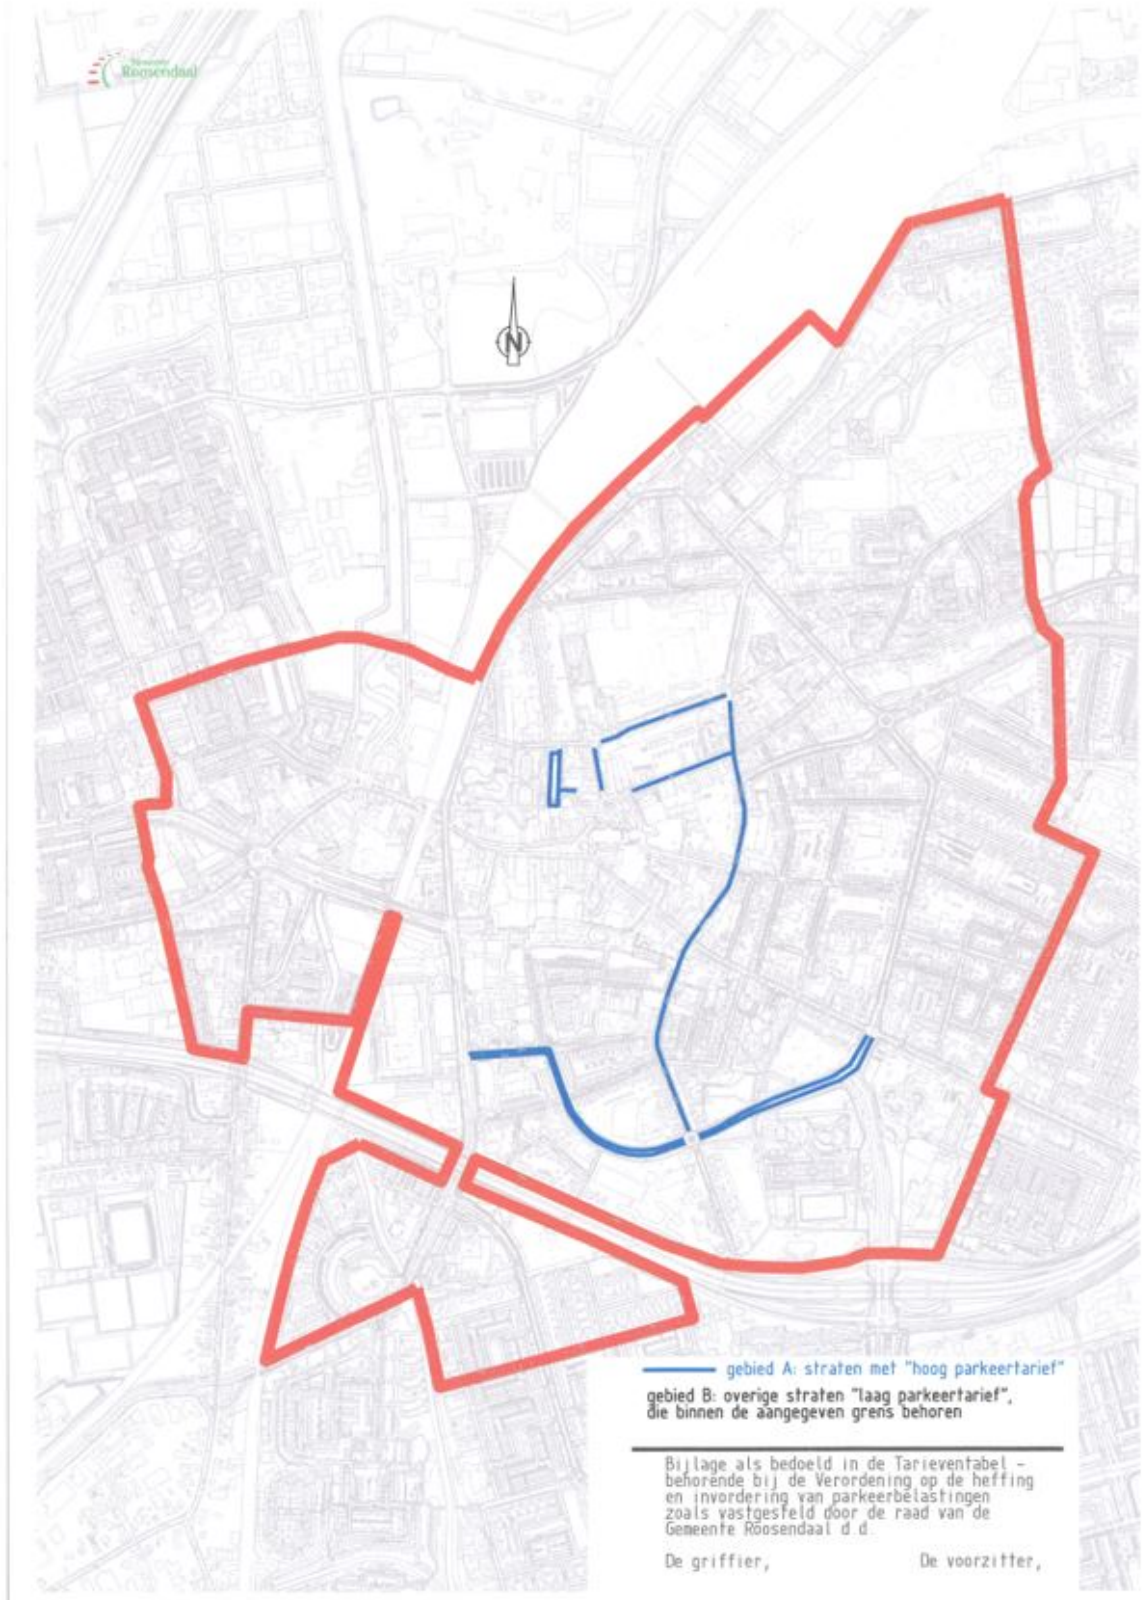 Gemeente
Roosendaal
N
gebied A: straten met "hoog parkeertarief"
gebied B: overige straten "laag parkeertarief",
die binnen de aangegeven grens behoren
Bijlage als bedoeld in de Tarieventabel -
behorende bij de Verordening op de heffing
en invordering van parkeerbelastingen
zoals vastgesteld door de raad van de
Gemeente Roosendaal d.d.
De griffier, De voorzitter,